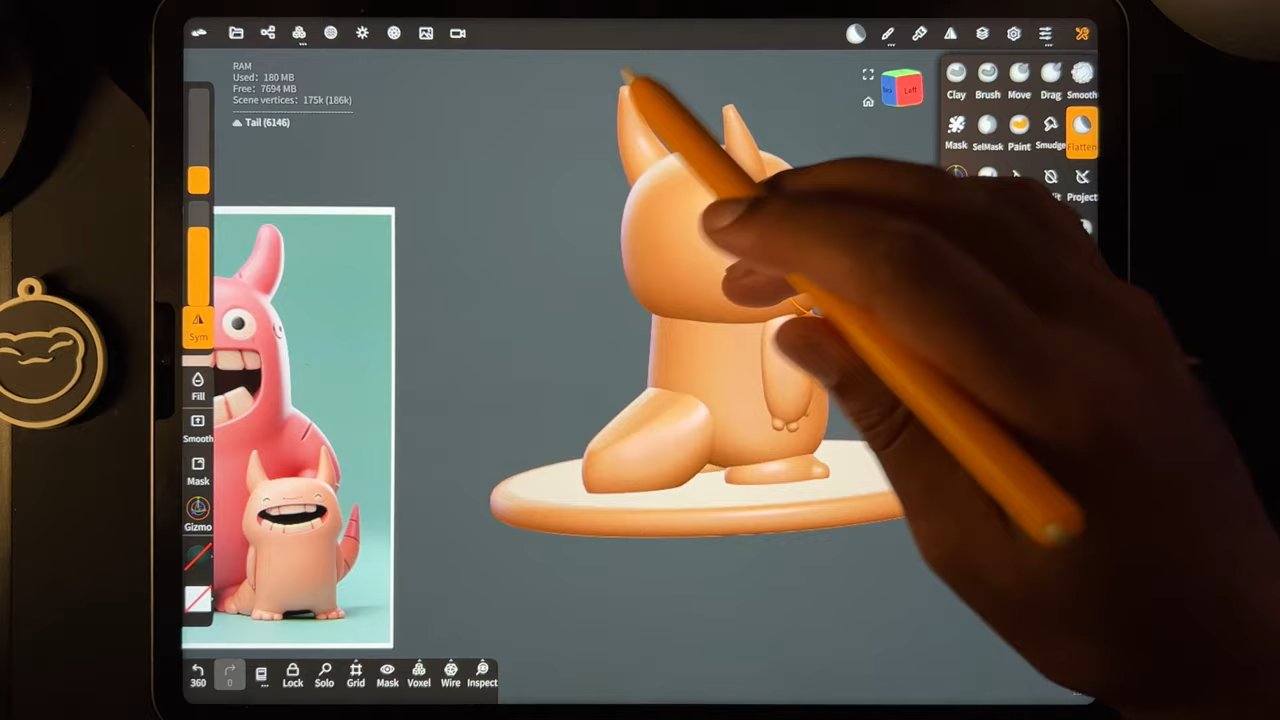 RAM
Used: 180 MB
Free: 7694 MB
Scene vertices: 175k (186k)
Tail (6146)
Left
Clay Brush Move Drag Smooth
Mask SelMask Paint Smudge Flatten
Project
Sym
Fill
Smooth
Mask
Gizmo
360 0 Lock Solo Grid Mask Voxel Wire Inspect